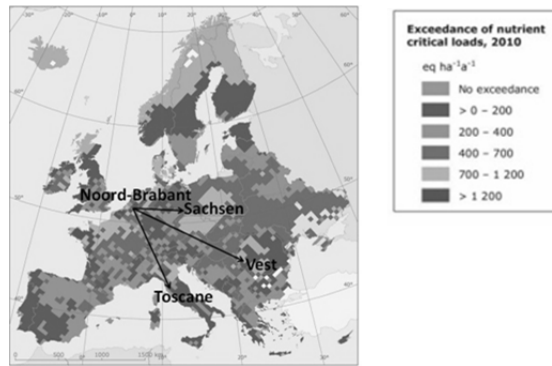 Noord-Brabant
Sachsen
Vest
Toscane
0 500 1000 1500 km
Exceedance of nutrient
critical loads, 2010
eq ha⁻¹a⁻¹
No exceedance
> 0 – 200
200 – 400
400 – 700
700 – 1 200
> 1 200